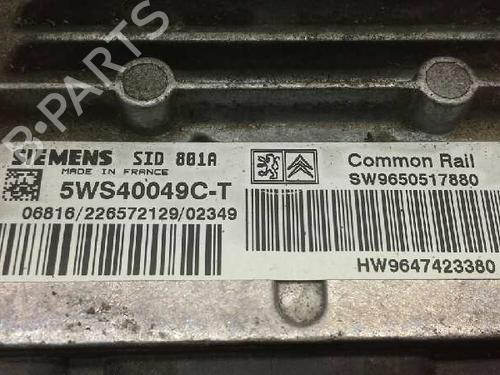 B-PARTS
SIEMENS SID 801A
MADE IN FRANCE
5WS40049C-T
06816/226572129/02349
Common Rail
SW9650517880
HW9647423380